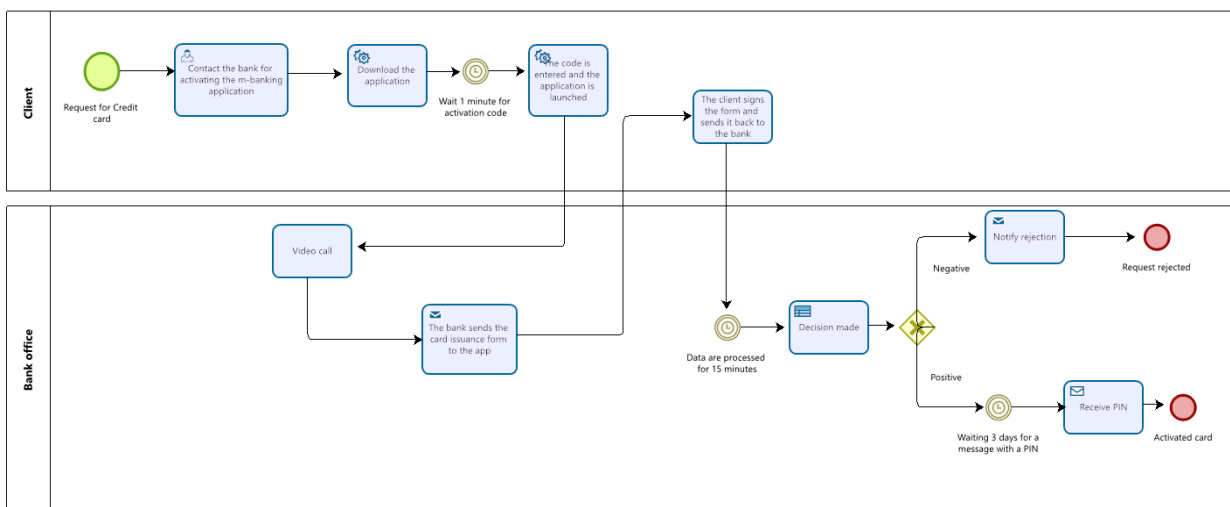 Client
Request for Credit
card
Contact the bank for
activating the m-banking
application
Download the
application
Wait 1 minute for
activation code
The code is
entered and the
application is
launched
The client signs
the form and
sends it back to
the bank
Bank office
Video call
The bank sends the
card issuance form
to the app
Data are processed
for 15 minutes
Decision made
Negative
Notify rejection
Request rejected
Positive
Waiting 3 days for a
message with a PIN
Receive PIN
Activated card